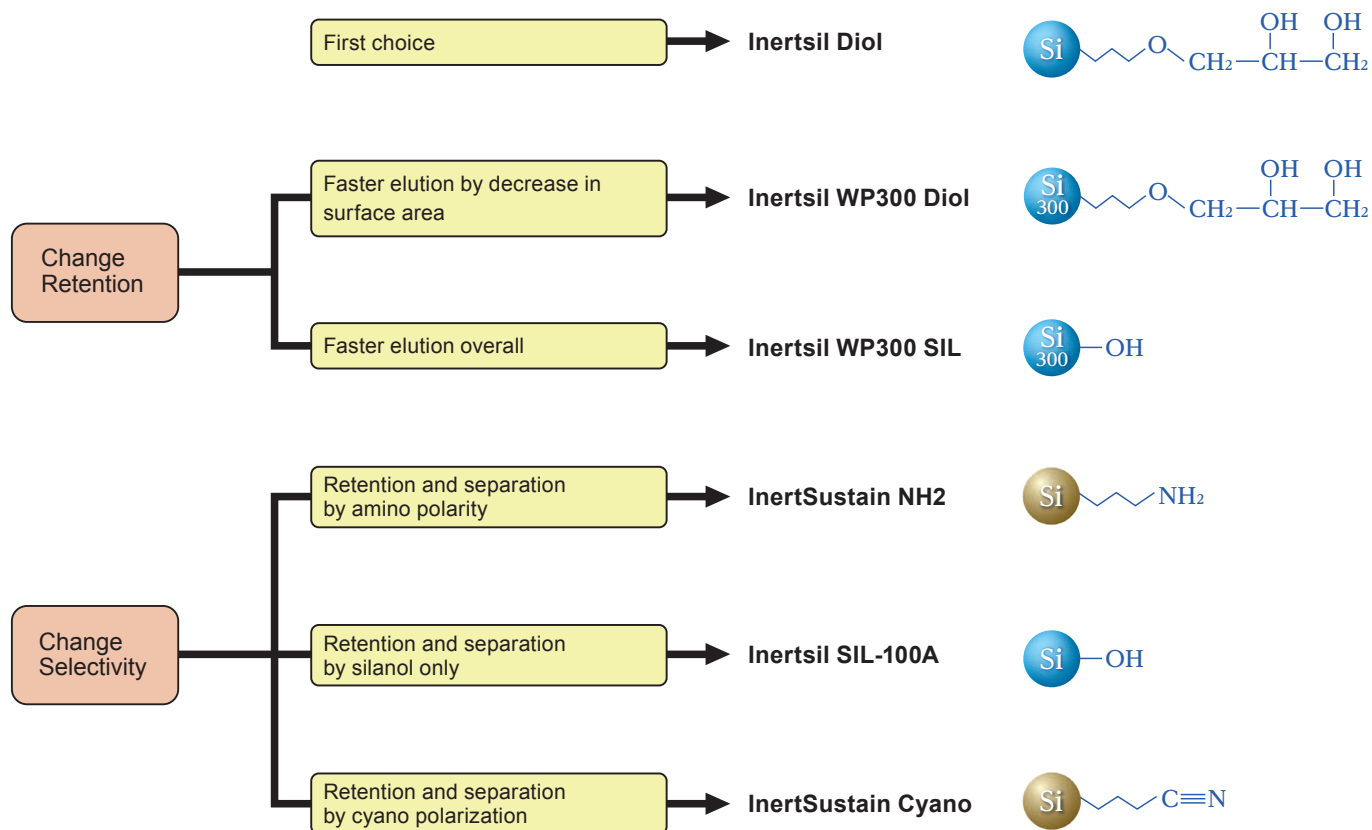 First choice
Inertsil Diol
Si
O
CH₂
OH
CH
OH
CH₂
Change
Retention
Faster elution by decrease in
surface area
Inertsil WP300 Diol
Si
300
O
CH₂
OH
CH
OH
CH₂
Faster elution overall
Inertsil WP300 SIL
Si
300
OH
Change
Selectivity
Retention and separation
by amino polarity
InertSustain NH2
Si
NH₂
Retention and separation
by silanol only
Inertsil SIL-100A
Si
OH
Retention and separation
by cyano polarization
InertSustain Cyano
Si
C≡N